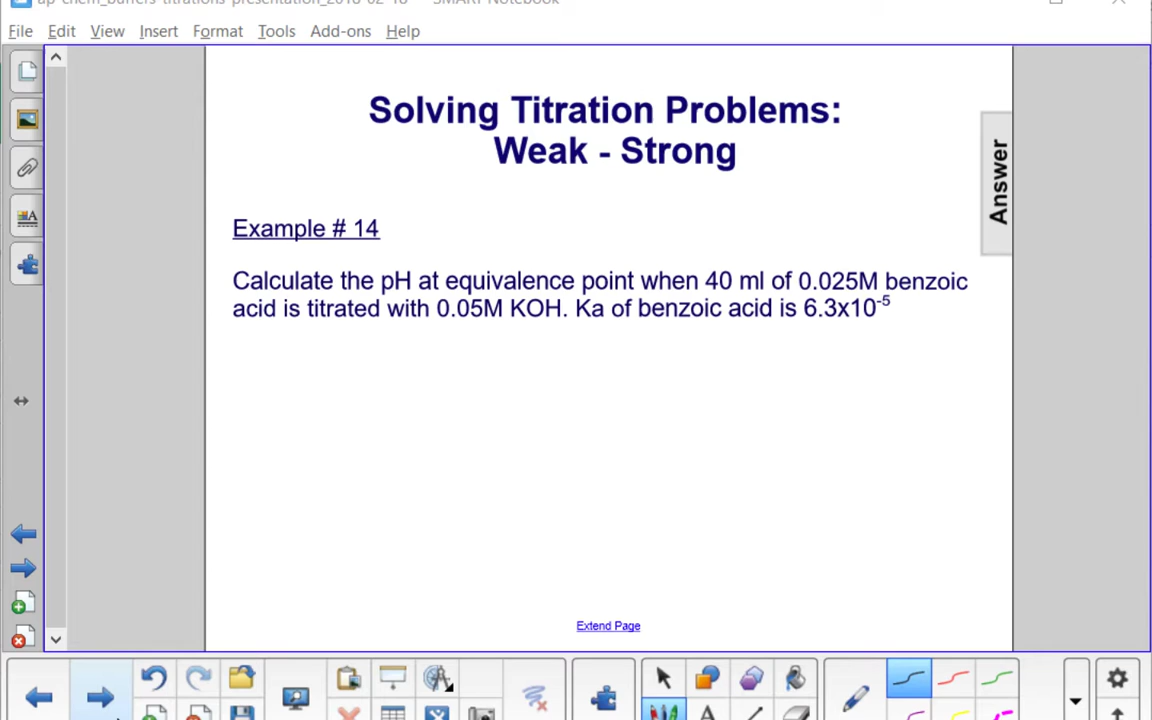 File Edit View Insert Format Tools Add-ons Help
Solving Titration Problems:
Weak - Strong
Answer
Example # 14
Calculate the pH at equivalence point when 40 ml of 0.025M benzoic
acid is titrated with 0.05M KOH. Ka of benzoic acid is 6.3x10⁻⁵
Extend Page